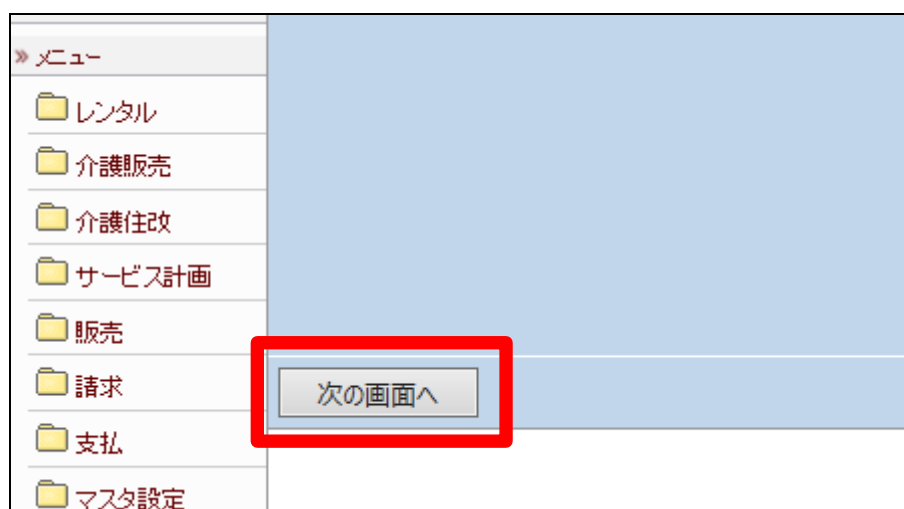 » メニュー
レンタル
介護販売
介護住改
サービス計画
販売
請求
次の画面へ
支払
マスタ設定